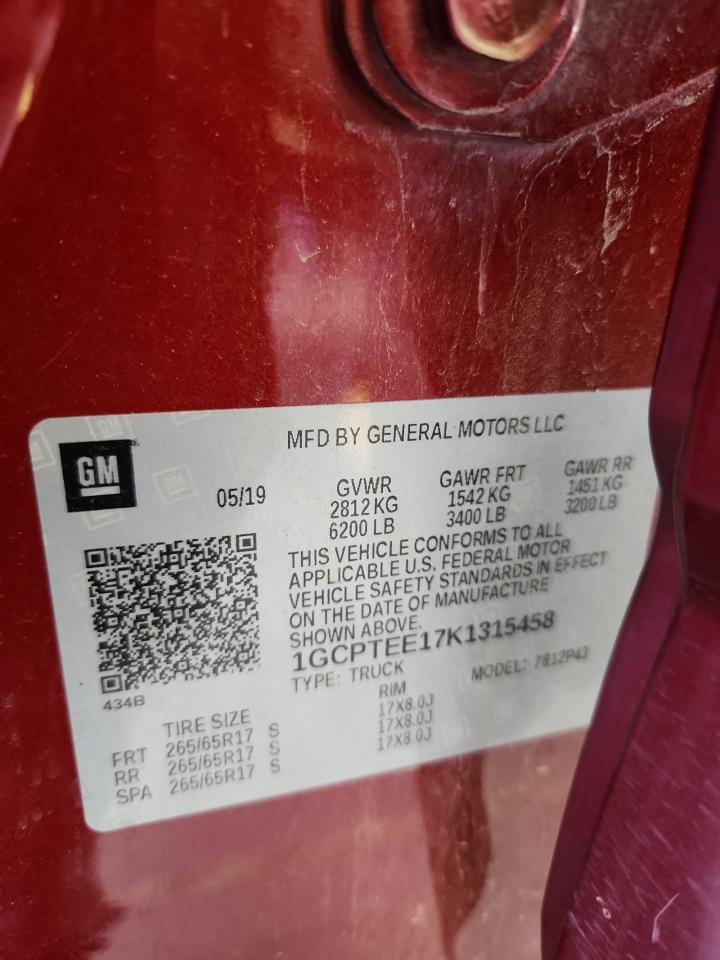 MFD BY GENERAL MOTORS LLC
GM
05/19
GVWR GAWR FRT GAWR RR
2812 KG 1542 KG 1451 KG
6200 LB 3400 LB 3200 LB
THIS VEHICLE CONFORMS TO ALL
APPLICABLE U.S. FEDERAL MOTOR
VEHICLE SAFETY STANDARDS IN EFFECT
ON THE DATE OF MANUFACTURE
SHOWN ABOVE.
1GCPTEE17K1315458
TYPE: TRUCK MODEL: 7812P43
434B
TIRE SIZE RIM
FRT 265/65R17 S 17X8.0J
RR 265/65R17 S 17X8.0J
SPA 265/65R17 S 17X8.0J